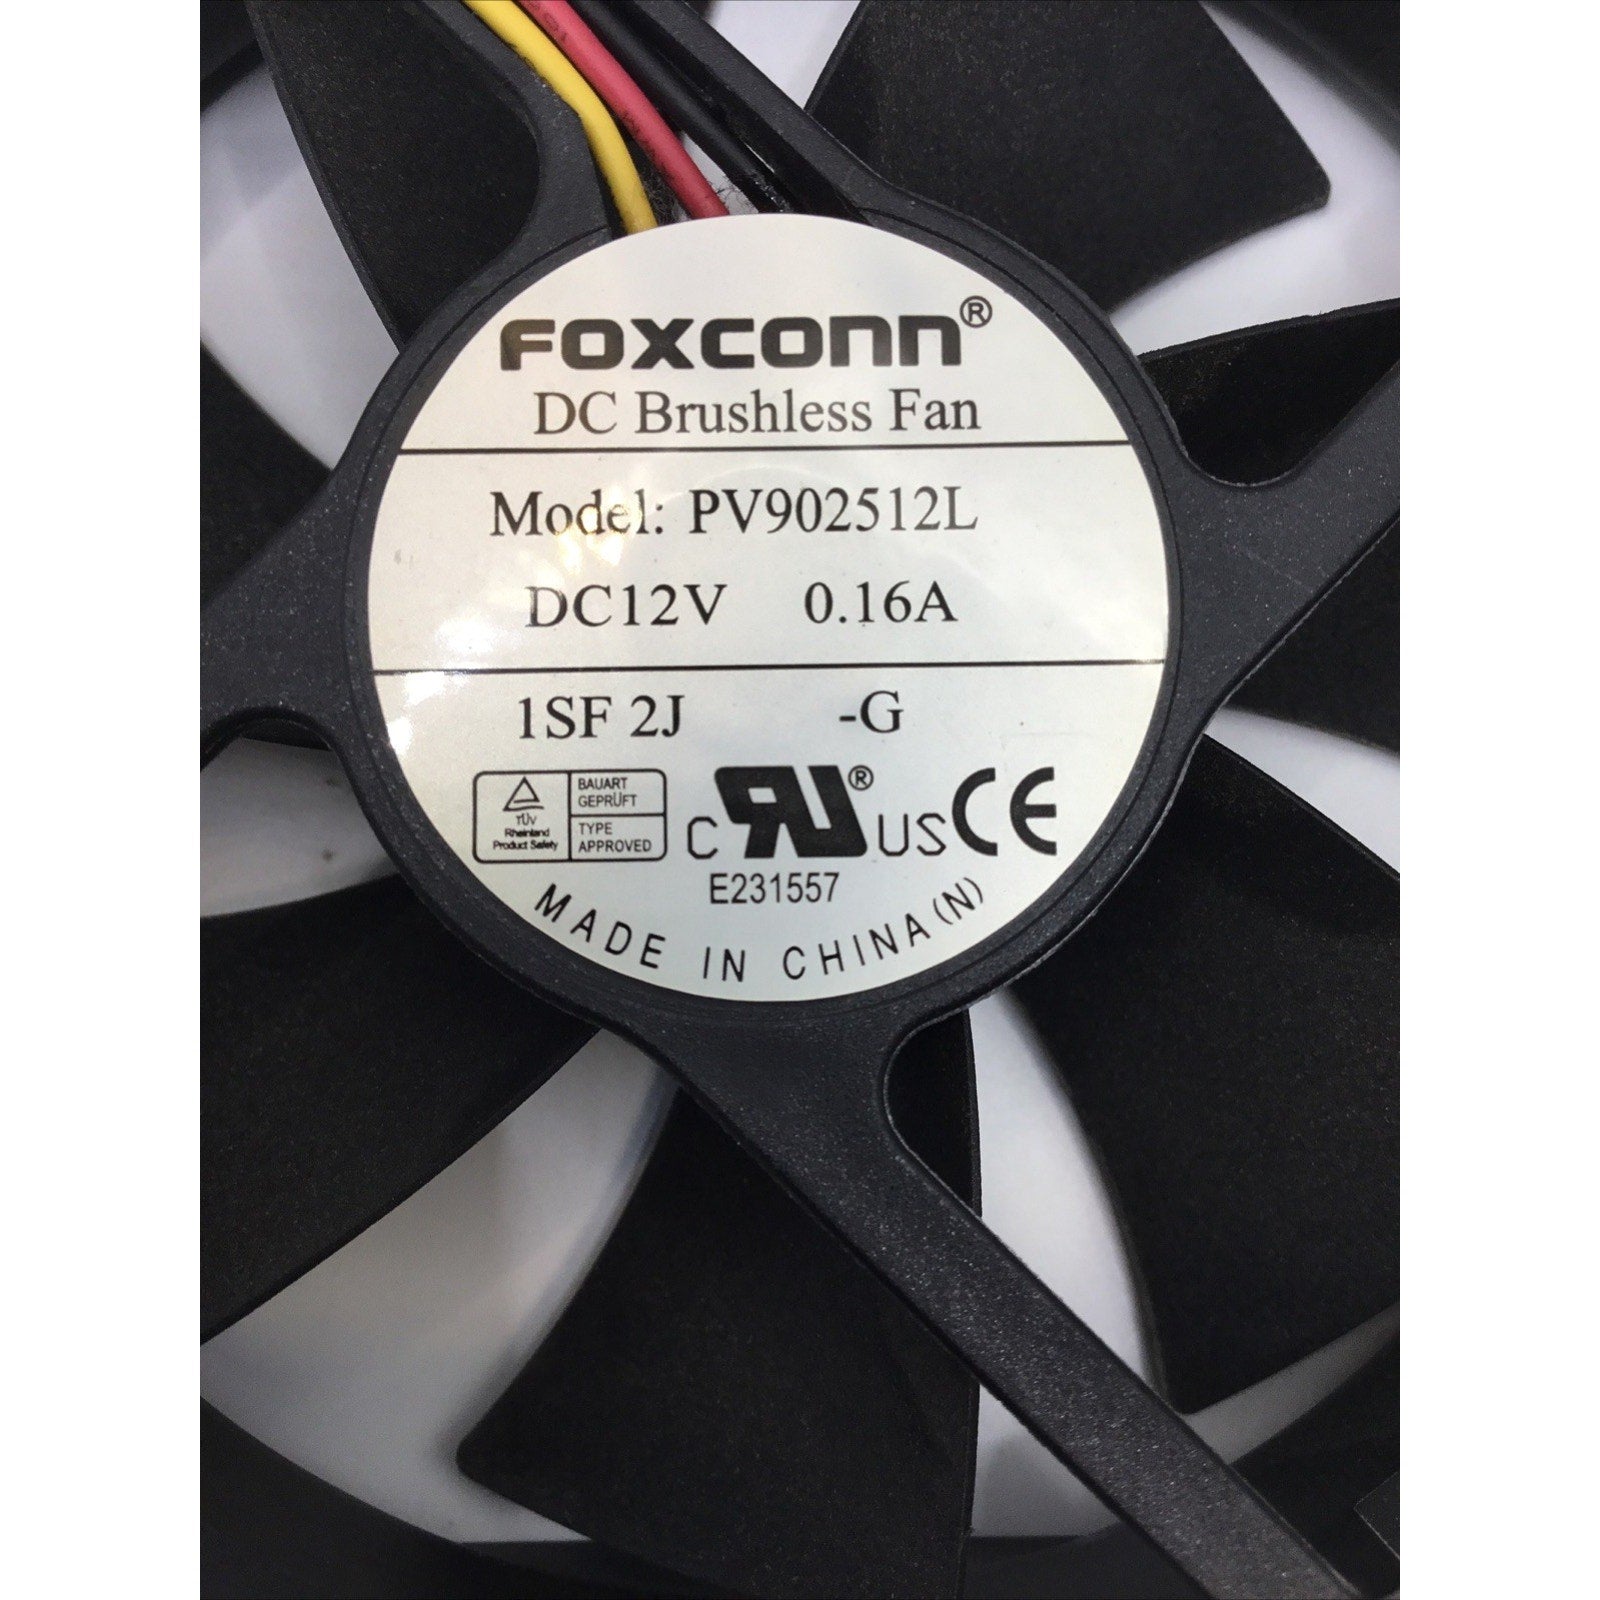 FOXCONN®
DC Brushless Fan
Model: PV902512L
DC12V 0.16A
1SF 2J -G
TÜV
Rheinland
Product Safety
BAUART
GEPRÜFT
TYPE
APPROVED
C RU® US CE
E231557
MADE IN CHINA(N)